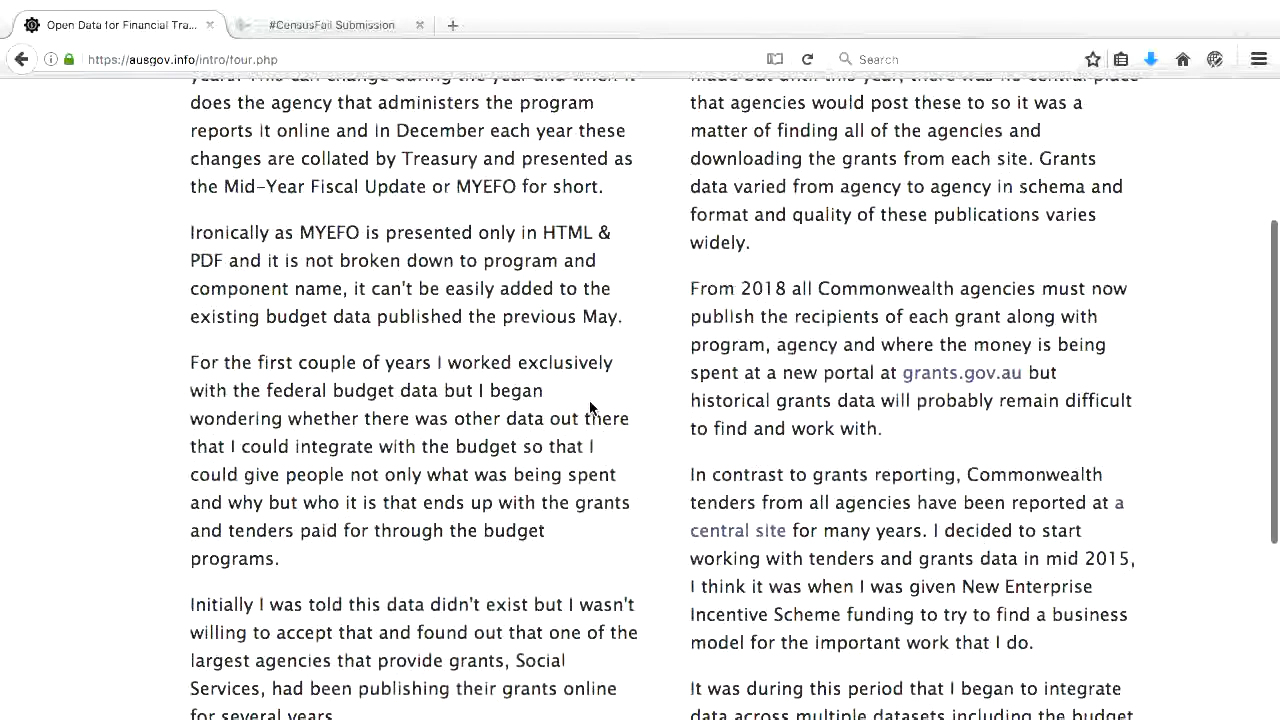 Open Data for Financial Tra...
#CensusFail Submission
https://ausgov.info/intro/tour.php
Search
does the agency that administers the program
reports it online and in December each year these
changes are collated by Treasury and presented as
the Mid-Year Fiscal Update or MYEFO for short.
Ironically as MYEFO is presented only in HTML &
PDF and it is not broken down to program and
component name, it can't be easily added to the
existing budget data published the previous May.
For the first couple of years I worked exclusively
with the federal budget data but I began
wondering whether there was other data out there
that I could integrate with the budget so that I
could give people not only what was being spent
and why but who it is that ends up with the grants
and tenders paid for through the budget
programs.
Initially I was told this data didn't exist but I wasn't
willing to accept that and found out that one of the
largest agencies that provide grants, Social
Services, had been publishing their grants online
for several years
that agencies would post these to so it was a
matter of finding all of the agencies and
downloading the grants from each site. Grants
data varied from agency to agency in schema and
format and quality of these publications varies
widely.
From 2018 all Commonwealth agencies must now
publish the recipients of each grant along with
program, agency and where the money is being
spent at a new portal at grants.gov.au but
historical grants data will probably remain difficult
to find and work with.
In contrast to grants reporting, Commonwealth
tenders from all agencies have been reported at a
central site for many years. I decided to start
working with tenders and grants data in mid 2015,
I think it was when I was given New Enterprise
Incentive Scheme funding to try to find a business
model for the important work that I do.
It was during this period that I began to integrate
data across multiple datasets including the budget